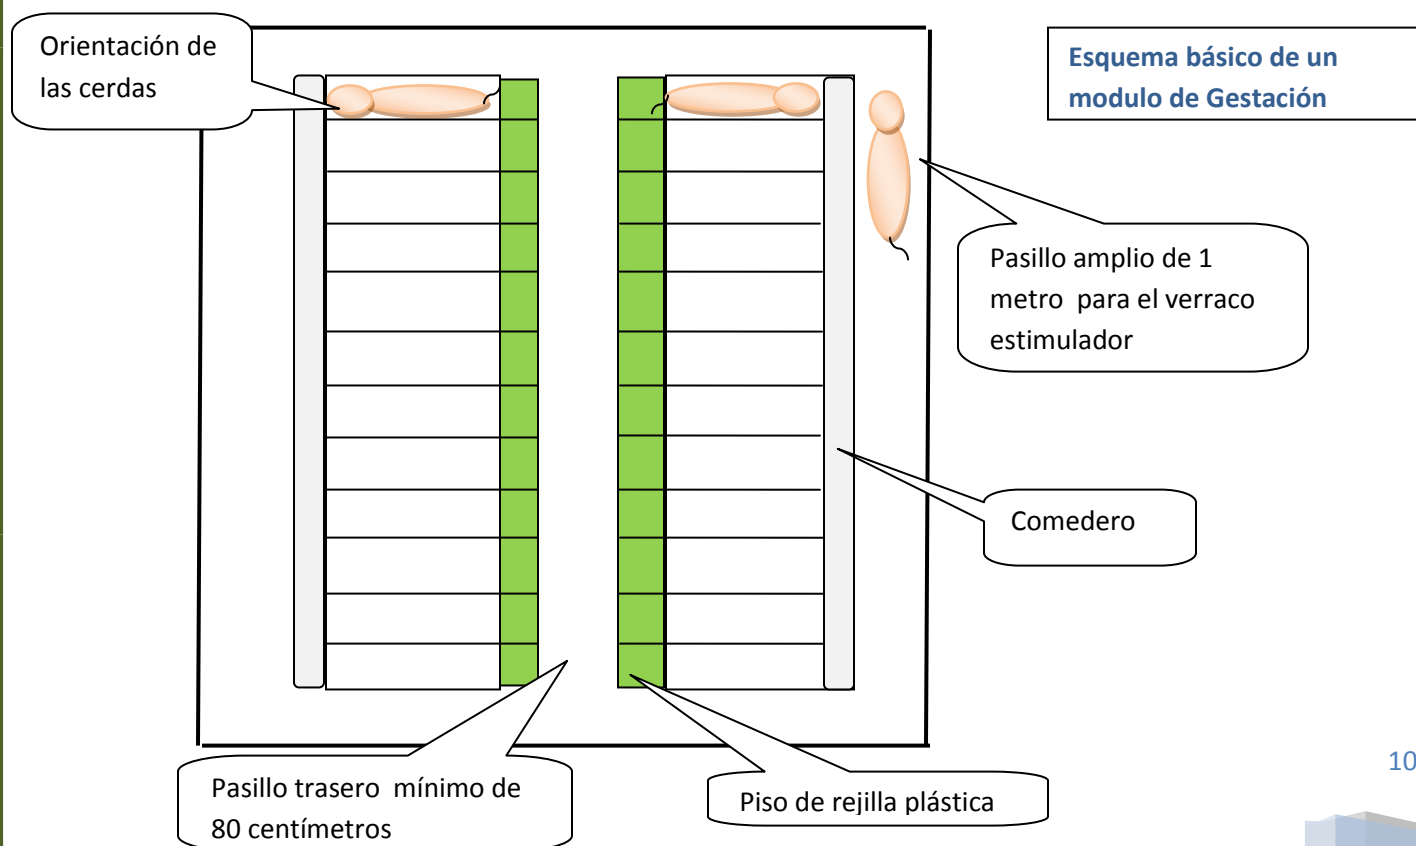 Orientación de
las cerdas
Esquema básico de un
modulo de Gestación
Pasillo amplio de 1
metro para el verraco
estimulador
Comedero
Pasillo trasero mínimo de
80 centímetros
Piso de rejilla plástica
10